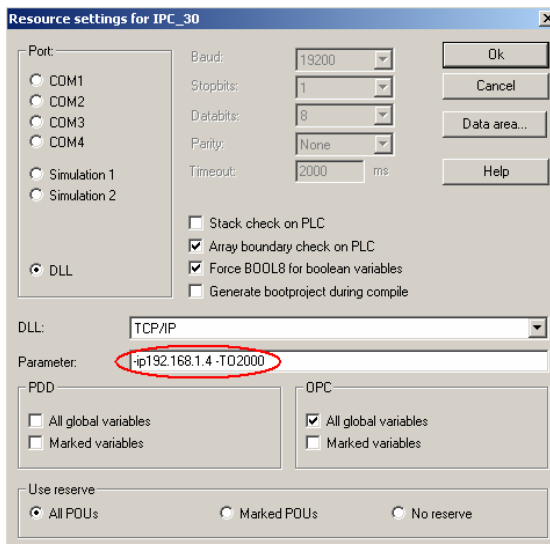 Resource settings for IPC_30
Port:
COM1
COM2
COM3
COM4
Simulation 1
Simulation 2
DLL
Baud: 19200
Stopbits: 1
Databits: 8
Parity: None
Timeout: 2000 ms
Ok
Cancel
Data area...
Help
Stack check on PLC
Array boundary check on PLC
Force BOOL8 for boolean variables
Generate bootproject during compile
DLL: TCP/IP
Parameter: -ip192.168.1.4 -TO2000
PDD
All global variables
Marked variables
OPC
All global variables
Marked variables
Use reserve
All POUs Marked POUs No reserve